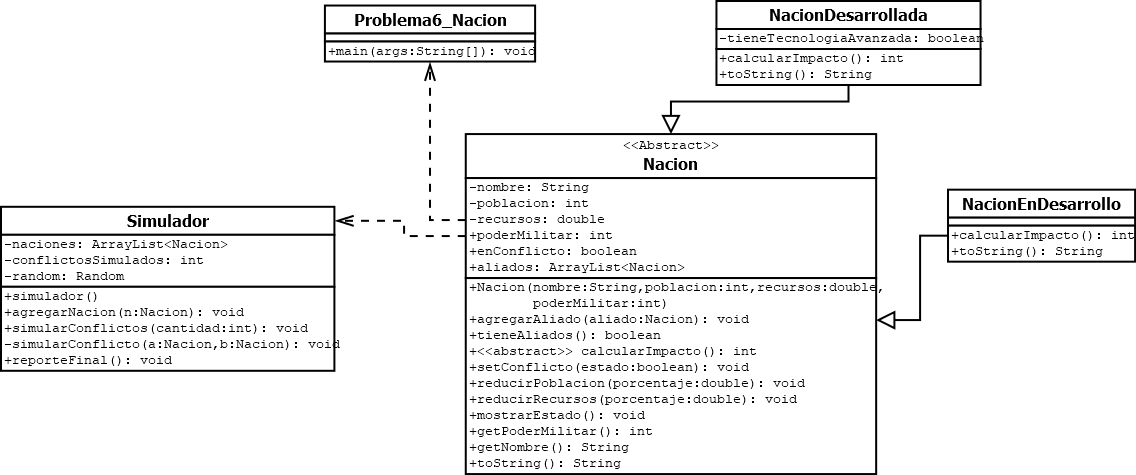 Problema6_Nacion
+main(args:String[]): void
NacionDesarrollada
-tieneTecnologiaAvanzada: boolean
+calcularImpacto(): int
+toString(): String
<<Abstract>>
Nacion
-nombre: String
-poblacion: int
-recursos: double
+poderMilitar: int
+enConflicto: boolean
+aliados: ArrayList<Nacion>
+Nacion(nombre:String,poblacion:int,recursos:double,
poderMilitar:int)
+agregarAliado(aliado:Nacion): void
+tieneAliados(): boolean
+<<abstract>> calcularImpacto(): int
+setConflicto(estado:boolean): void
+reducirPoblacion(porcentaje:double): void
+reducirRecursos(porcentaje:double): void
+mostrarEstado(): void
+getPoderMilitar(): int
+getNombre(): String
+toString(): String
NacionEnDesarrollo
+calcularImpacto(): int
+toString(): String
Simulador
-naciones: ArrayList<Nacion>
-conflictosSimulados: int
-random: Random
+simulador()
+agregarNacion(n:Nacion): void
+simularConflictos(cantidad:int): void
-simularConflicto(a:Nacion,b:Nacion): void
+reporteFinal(): void